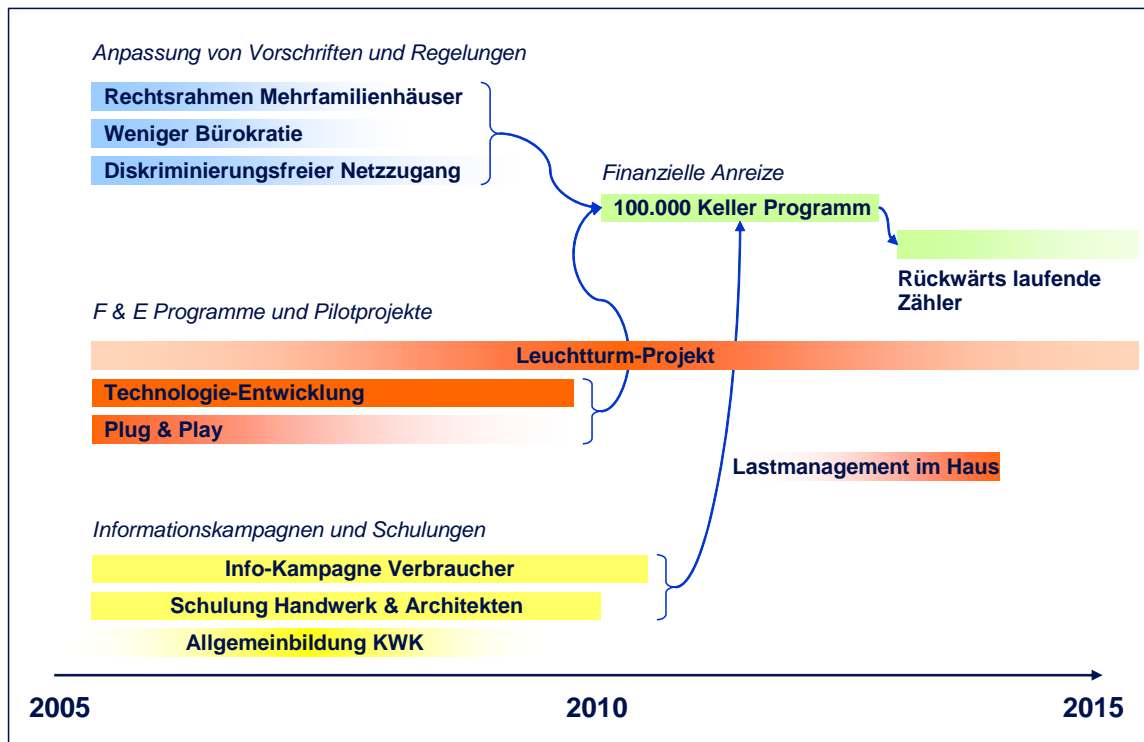 Anpassung von Vorschriften und Regelungen
Rechtsrahmen Mehrfamilienhäuser
Weniger Bürokratie
Diskriminierungsfreier Netzzugang
Finanzielle Anreize
100.000 Keller Programm
Rückwärts laufende
Zähler
F & E Programme und Pilotprojekte
Leuchtturm-Projekt
Technologie-Entwicklung
Plug & Play
Lastmanagement im Haus
Informationskampagnen und Schulungen
Info-Kampagne Verbraucher
Schulung Handwerk & Architekten
Allgemeinbildung KWK
2005
2010
2015